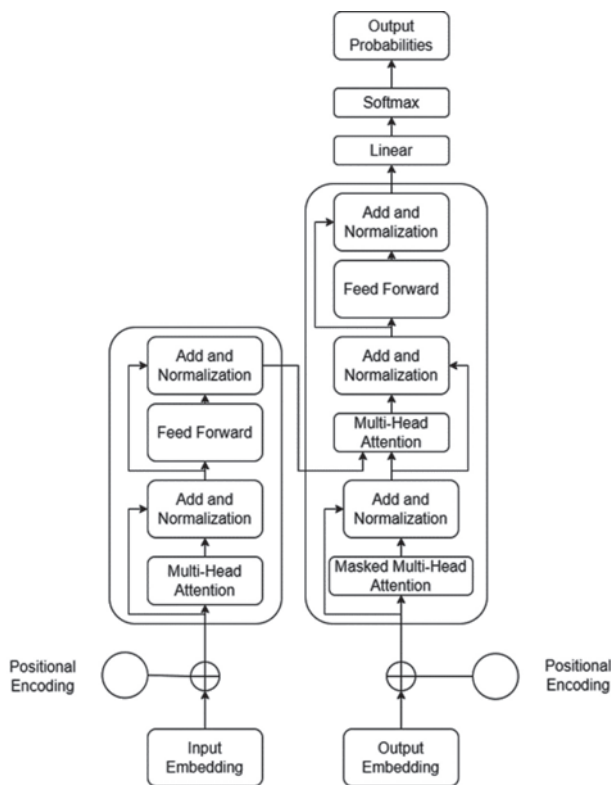 Output
Probabilities
Softmax
Linear
Add and
Normalization
Feed Forward
Add and
Normalization
Multi-Head
Attention
Add and
Normalization
Masked Multi-Head
Attention
Add and
Normalization
Feed Forward
Add and
Normalization
Multi-Head
Attention
Positional
Encoding
Positional
Encoding
Input
Embedding
Output
Embedding